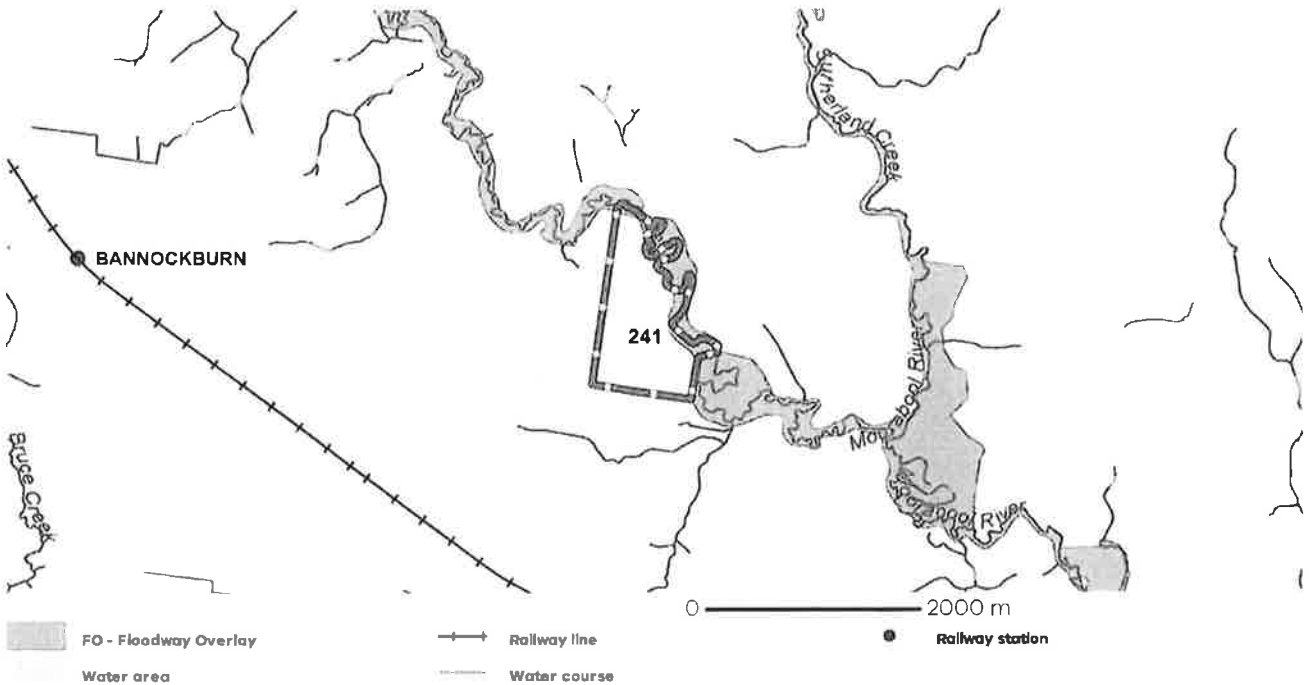 Sutherland Creek
BANNOCKBURN
241
Moorabool River
Moorabool River
Bruce Creek
0 2000 m
FO - Floodway Overlay
Railway line
Railway station
Water area
Water course